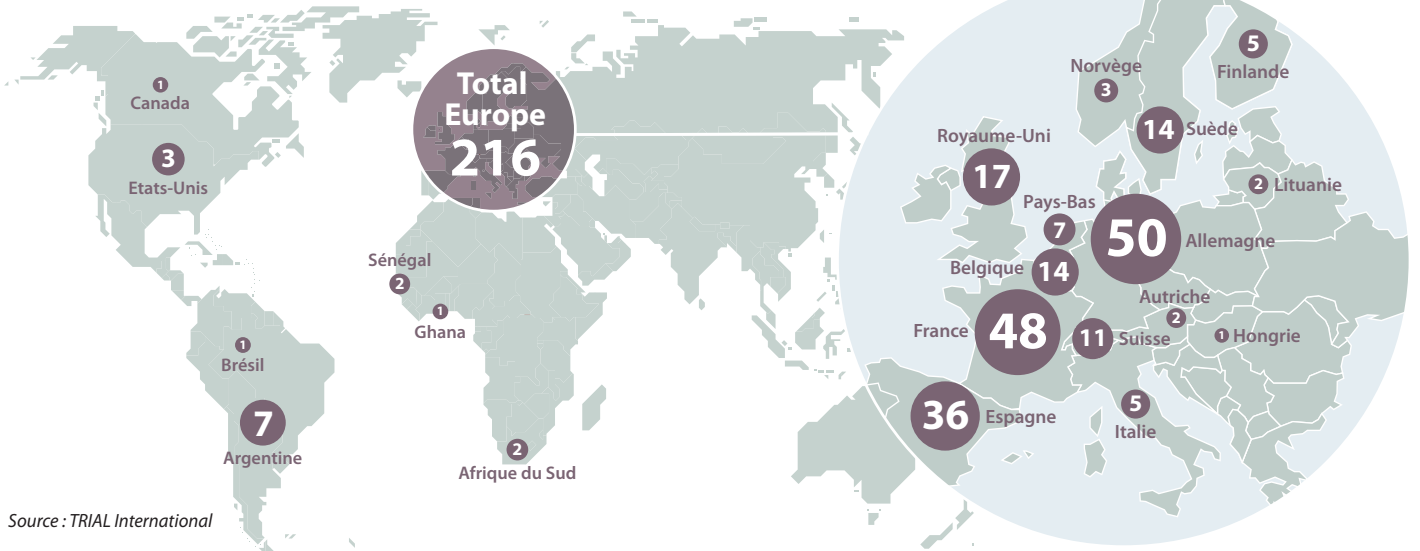 1
Canada
3
Etats-Unis
1
Brésil
7
Argentine
Total
Europe
216
Sénégal
2
1
Ghana
2
Afrique du Sud
5
Finlande
Norvège
3
14 Suède
Royaume-Uni
17
2 Lituanie
Pays-Bas
7
50 Allemagne
Belgique 14
Autriche
2
France 48
11 Suisse
1 Hongrie
36 Espagne
5
Italie
Source : TRIAL International